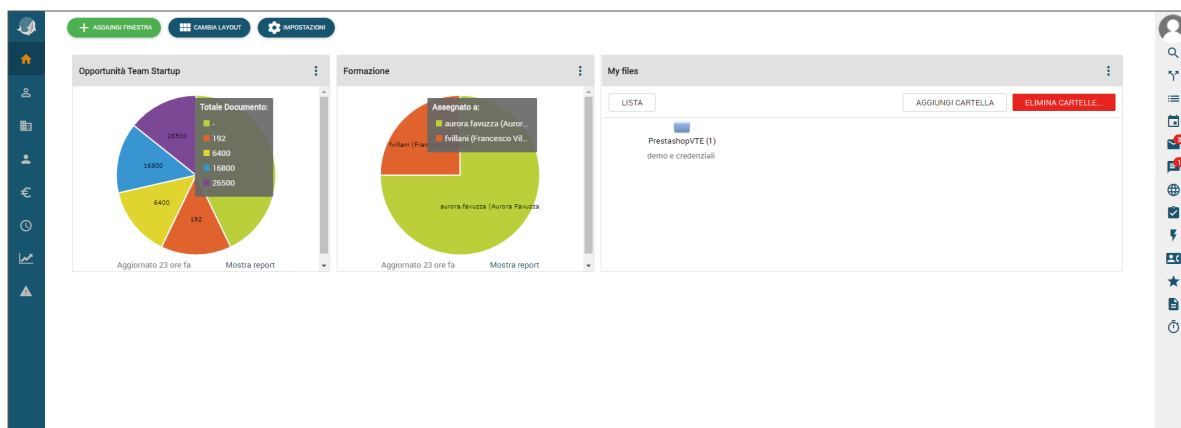 AGGIUNGI FINESTRA
CAMBIA LAYOUT
IMPOSTAZIONI
Opportunità Team Startup
Totale Documento:
-
192
6400
16800
26500
26500
16800
6400
192
Aggiornato 23 ore fa
Mostra report
Formazione
Assegnato a:
aurora.favuzza (Auror...
fvillani (Francesco Vil...
fvillani (Fran
aurora.favuzza (Aurora Favuzza
Aggiornato 23 ore fa
Mostra report
My files
LISTA
AGGIUNGI CARTELLA
ELIMINA CARTELLE...
PrestashopVTE (1)
demo e credenziali